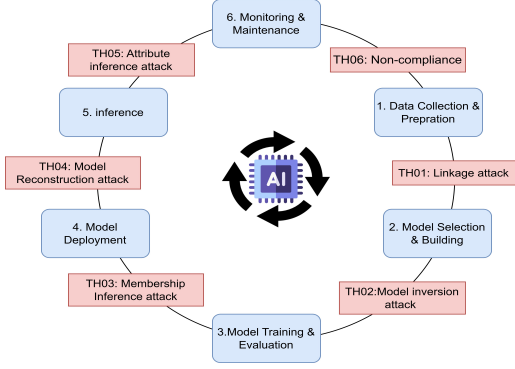 6. Monitoring &
Maintenance
TH05: Attribute
inference attack
TH06: Non-compliance
5. inference
1. Data Collection &
Prepration
TH04: Model
Reconstruction attack
AI
TH01: Linkage attack
4. Model
Deployment
2. Model Selection
& Building
TH03: Membership
Inference attack
TH02:Model inversion
attack
3.Model Training &
Evaluation